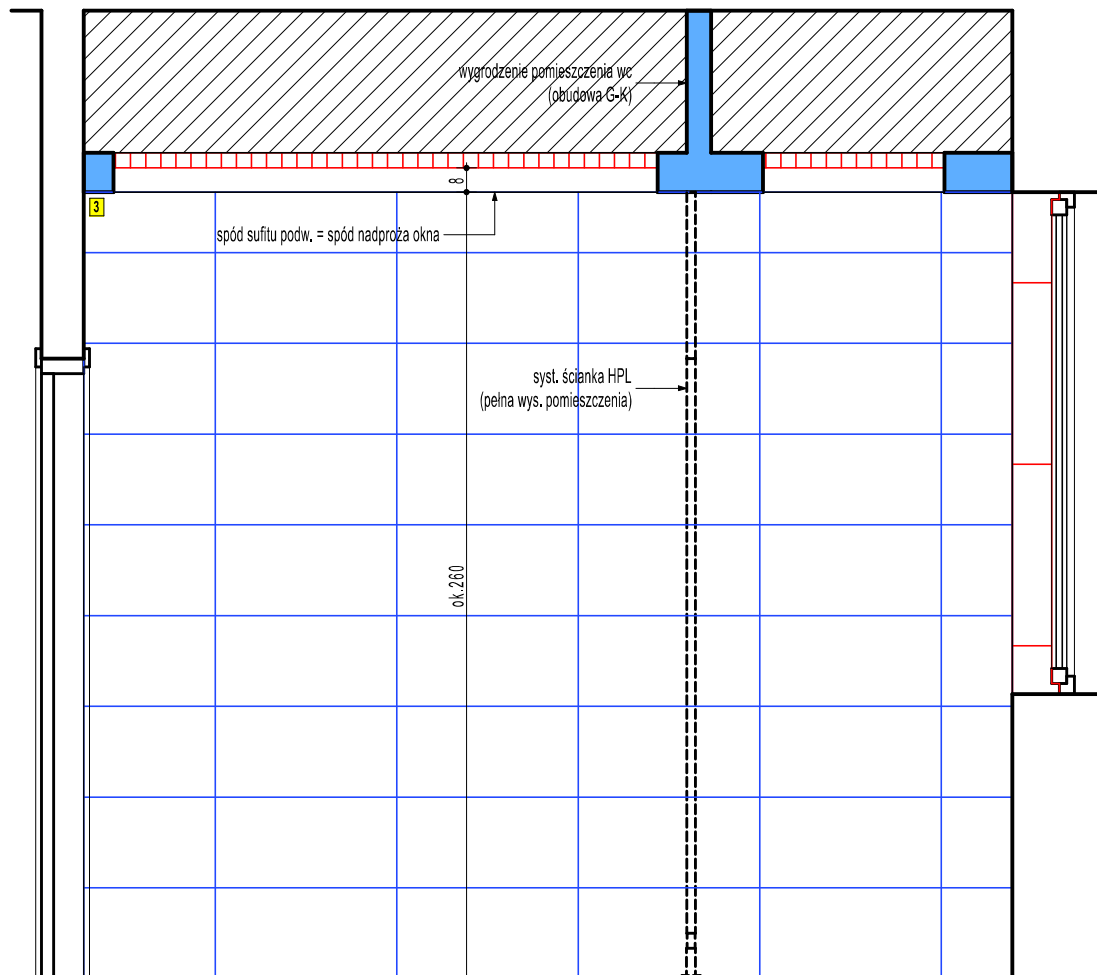 wygrodzenie pomieszczenia wc
(obudowa G-K)
8
3
spód sufitu podw. = spód nadproża okna
syst. ścianka HPL
(pełna wys. pomieszczenia)
ok.260